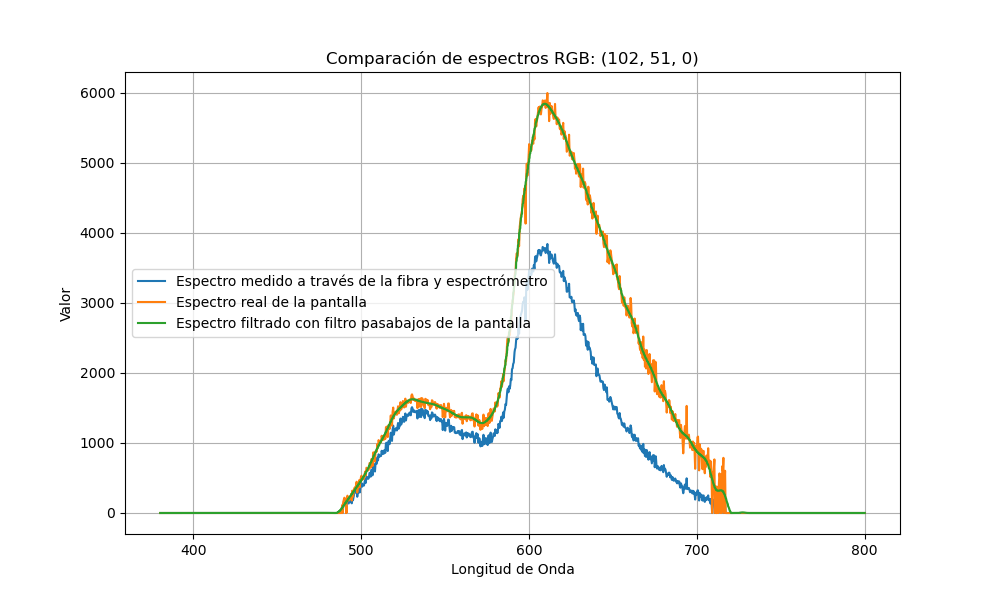 Comparación de espectros RGB: (102, 51, 0)
6000
5000
4000
3000
2000
1000
0
Valor
Espectro medido a través de la fibra y espectrómetro
Espectro real de la pantalla
Espectro filtrado con filtro pasabajos de la pantalla
400 500 600 700 800
Longitud de Onda